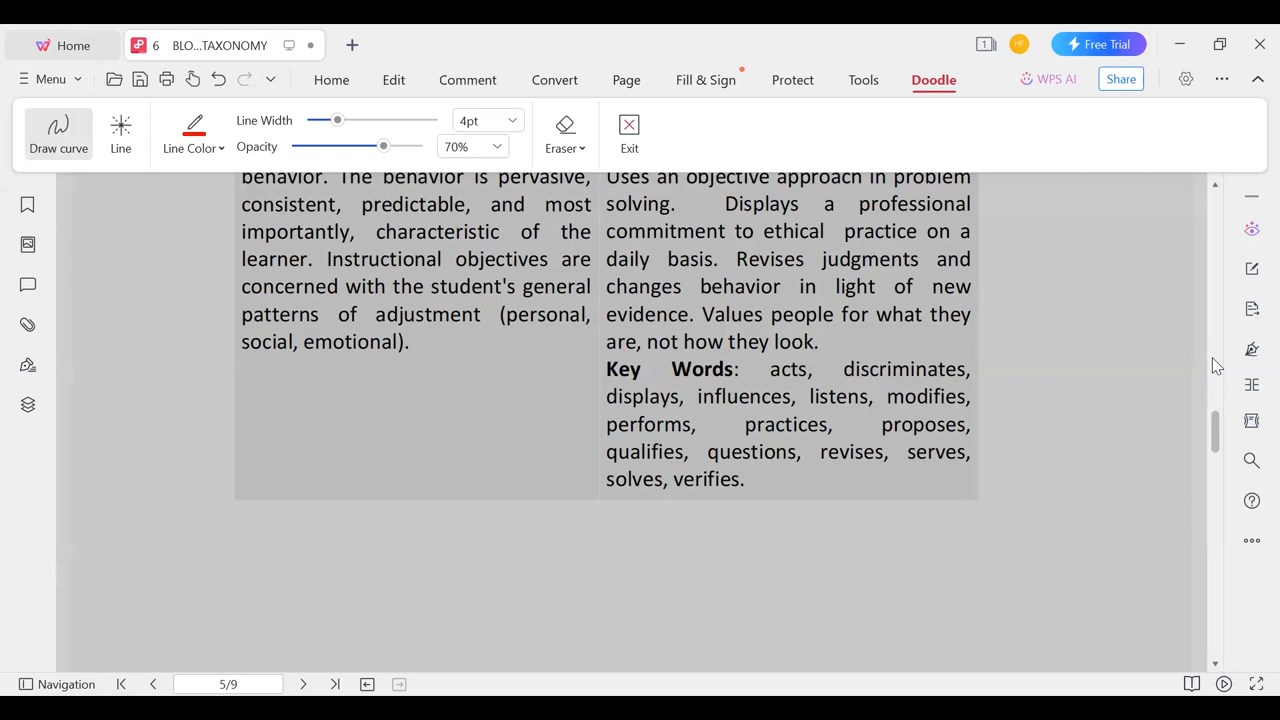 Home
6 BLO...TAXONOMY
1
HF
Free Trial
Menu
Home Edit Comment Convert Page Fill & Sign Protect Tools Doodle
WPS AI
Share
Draw curve
Line
Line Color
Line Width
4pt
Opacity
70%
Eraser
Exit
behavior. The behavior is pervasive,
consistent, predictable, and most
importantly, characteristic of the
learner. Instructional objectives are
concerned with the student's general
patterns of adjustment (personal,
social, emotional).
Uses an objective approach in problem
solving. Displays a professional
commitment to ethical practice on a
daily basis. Revises judgments and
changes behavior in light of new
evidence. Values people for what they
are, not how they look.
Key Words: acts, discriminates,
displays, influences, listens, modifies,
performs, practices, proposes,
qualifies, questions, revises, serves,
solves, verifies.
Navigation
5/9